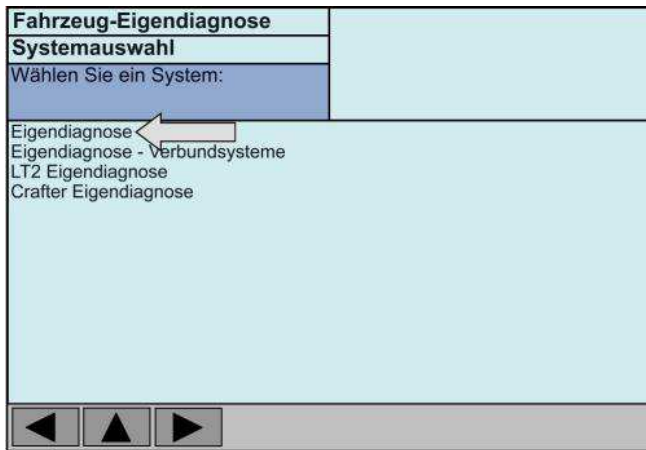 Fahrzeug-Eigendiagnose
Systemauswahl
Wählen Sie ein System:
Eigendiagnose
Eigendiagnose - Verbundsysteme
LT2 Eigendiagnose
Crafter Eigendiagnose